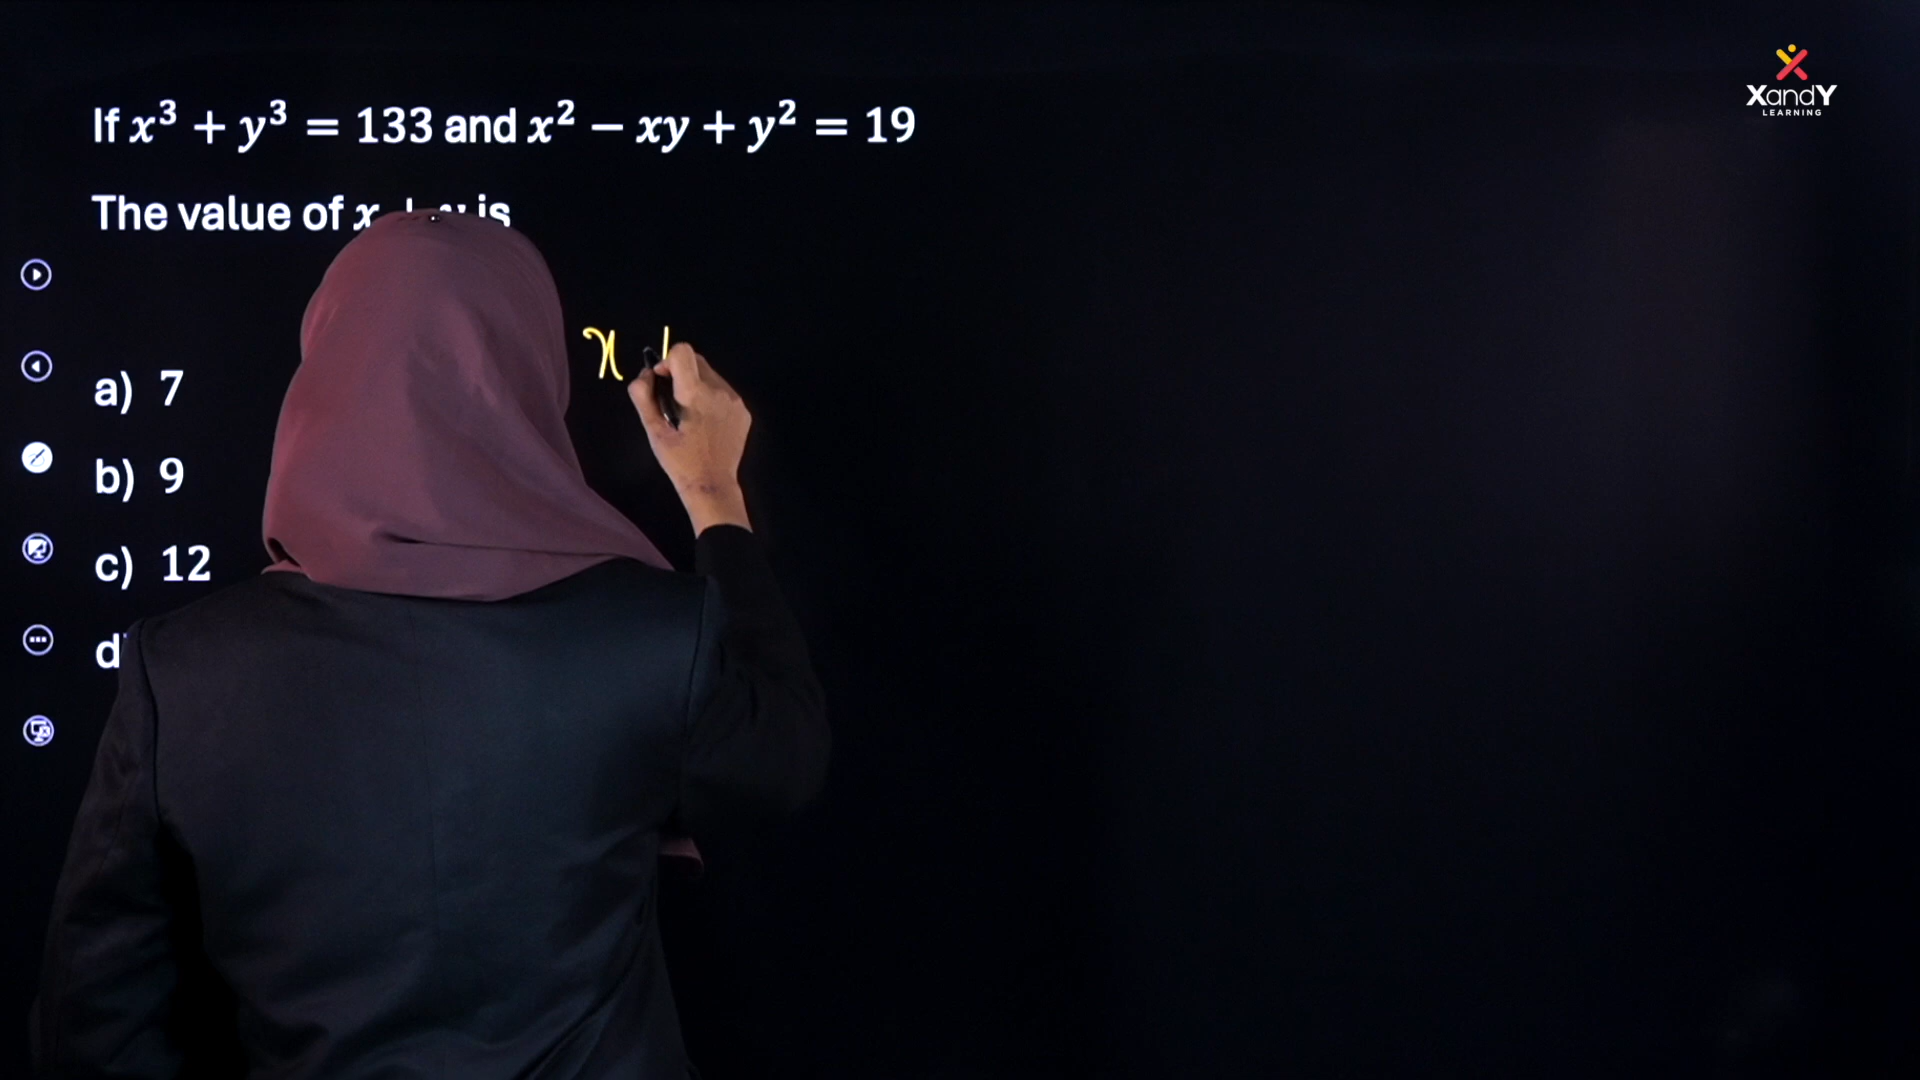 XandY
LEARNING
If x³ + y³ = 133 and x² − xy + y² = 19
The value of x + y is
a) 7
b) 9
c) 12
d)
x +